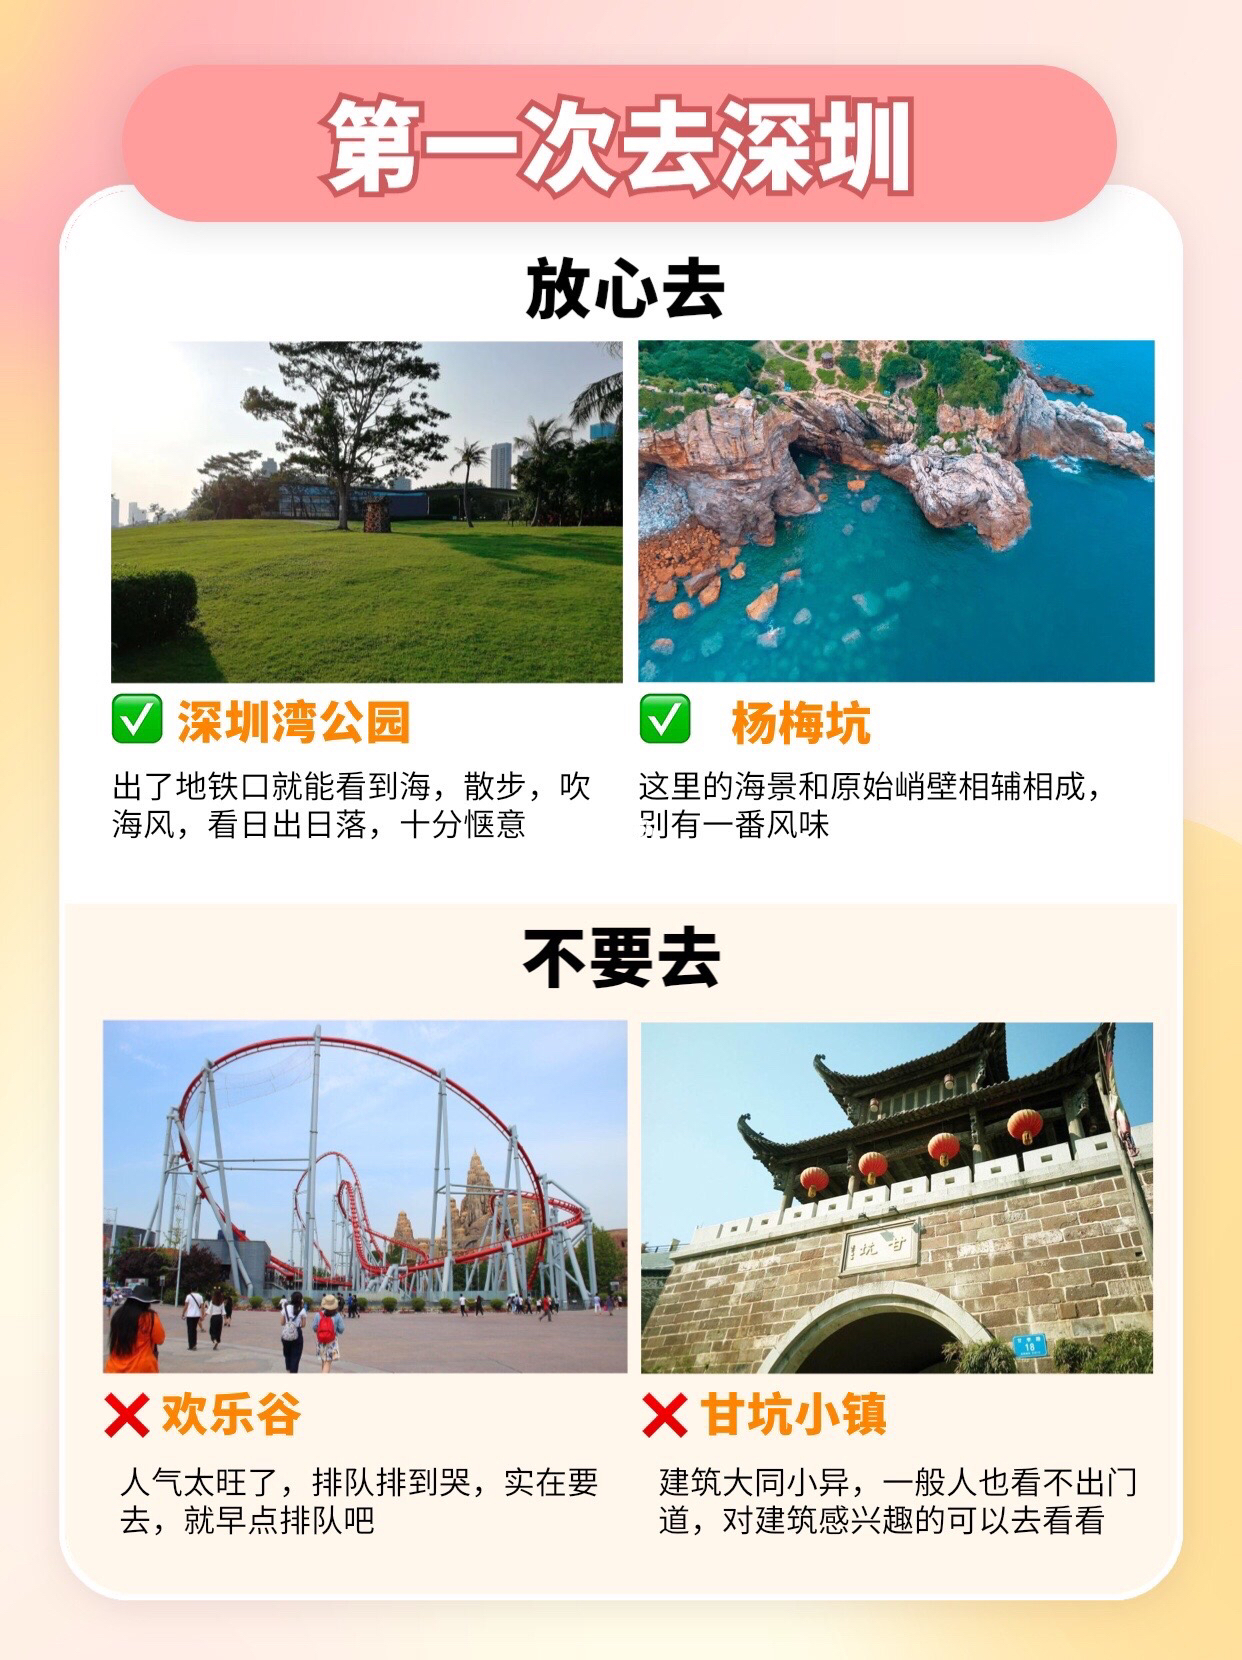 第一次去深圳
放心去
深圳湾公园
杨梅坑
出了地铁口就能看到海，散步，吹
海风，看日出日落，十分惬意
这里的海景和原始峭壁相辅相成，
别有一番风味
不要去
甘坑
18
欢乐谷
甘坑小镇
人气太旺了，排队排到哭，实在要
去，就早点排队吧
建筑大同小异，一般人也看不出门
道，对建筑感兴趣的可以去看看